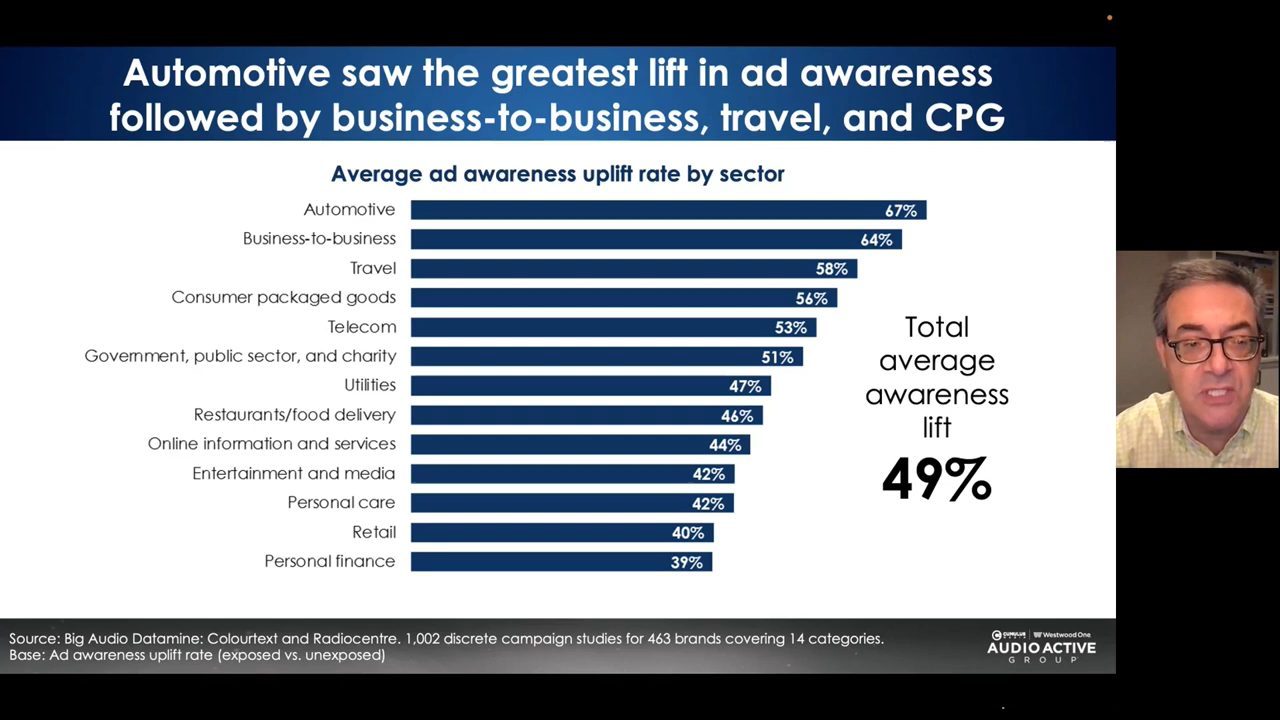 Automotive saw the greatest lift in ad awareness
followed by business-to-business, travel, and CPG
Average ad awareness uplift rate by sector
Automotive 67%
Business-to-business 64%
Travel 58%
Consumer packaged goods 56%
Telecom 53%
Government, public sector, and charity 51%
Utilities 47%
Restaurants/food delivery 46%
Online information and services 44%
Entertainment and media 42%
Personal care 42%
Retail 40%
Personal finance 39%
Total
average
awareness
lift
49%
Source: Big Audio Datamine: Colourtext and Radiocentre. 1,002 discrete campaign studies for 463 brands covering 14 categories.
Base: Ad awareness uplift rate (exposed vs. unexposed)
CUMULUS MEDIA | Westwood One
AUDIO ACTIVE
GROUP